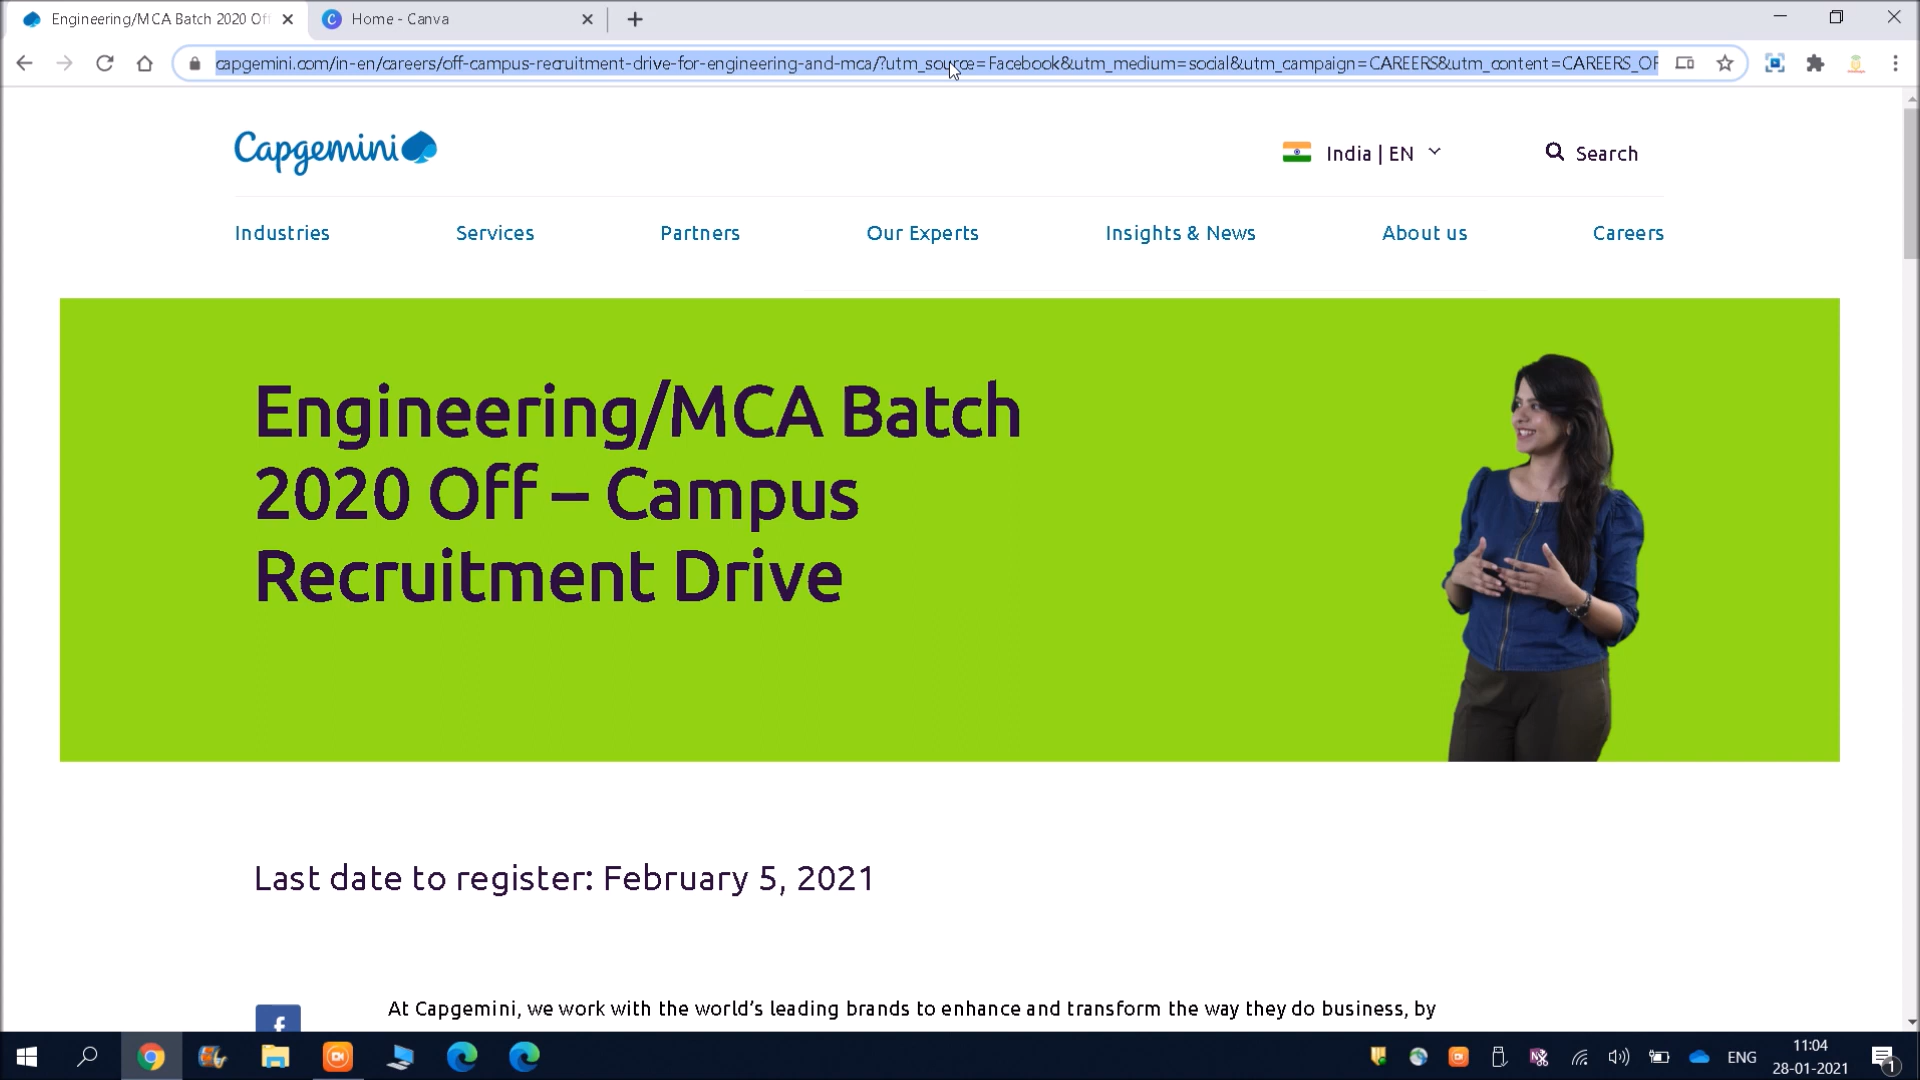 Engineering/MCA Batch 2020 Off
Home - Canva
capgemini.com/in-en/careers/off-campus-recruitment-drive-for-engineering-and-mca/?utm_source=Facebook&utm_medium=social&utm_campaign=CAREERS&utm_content=CAREERS_OF
Capgemini
India | EN
Search
Industries
Services
Partners
Our Experts
Insights & News
About us
Careers
Engineering/MCA Batch
2020 Off – Campus
Recruitment Drive
Last date to register: February 5, 2021
At Capgemini, we work with the world’s leading brands to enhance and transform the way they do business, by
ENG
11:04
28-01-2021
1